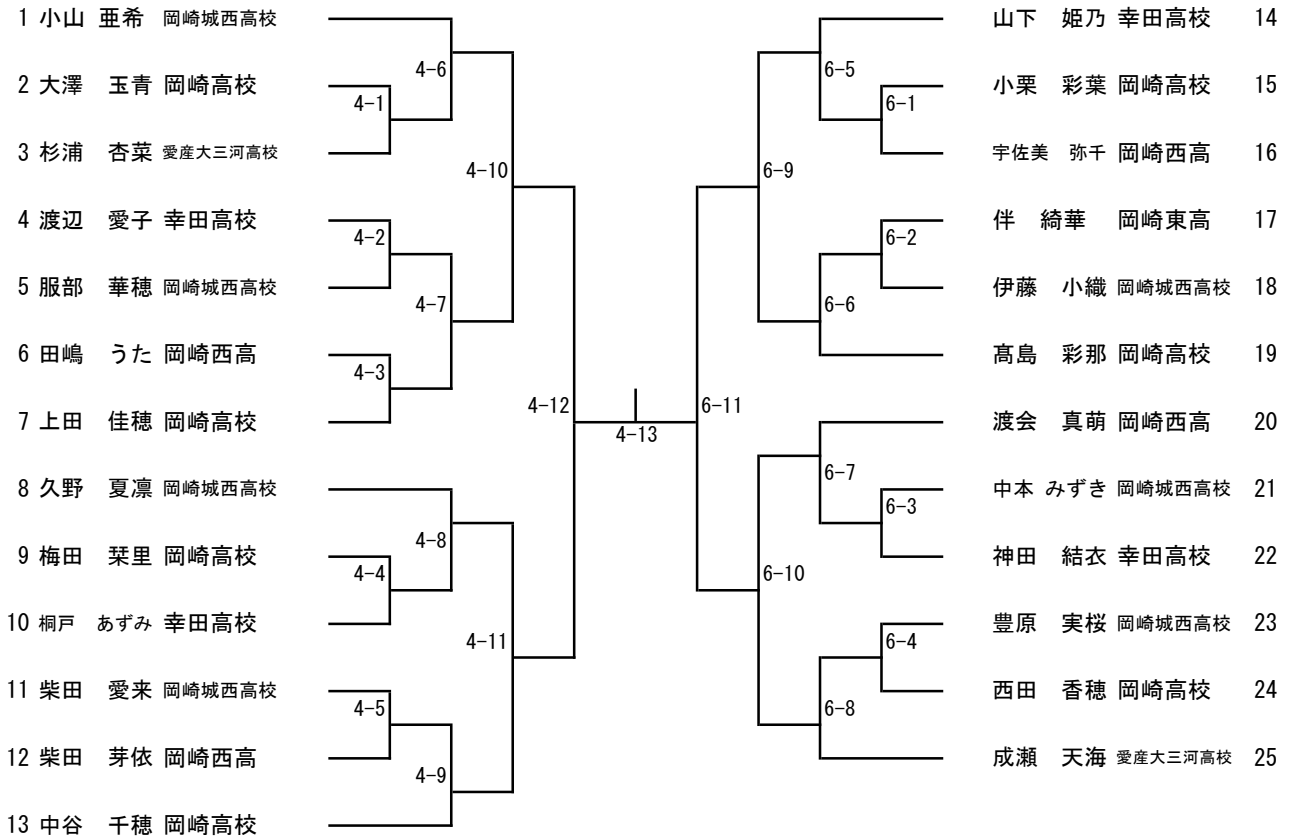 1 小山 亜希 岡崎城西高校
2 大澤 玉青 岡崎高校
3 杉浦 杏菜 愛産大三河高校
4 渡辺 愛子 幸田高校
5 服部 華穂 岡崎城西高校
6 田嶋 うた 岡崎西高
7 上田 佳穂 岡崎高校
8 久野 夏凛 岡崎城西高校
9 梅田 栞里 岡崎高校
10 桐戸 あずみ 幸田高校
11 柴田 愛来 岡崎城西高校
12 柴田 芽依 岡崎西高
13 中谷 千穂 岡崎高校
4-1
4-2
4-3
4-4
4-5
4-6
4-7
4-8
4-9
4-10
4-11
4-12
4-13
6-11
6-9
6-10
6-5
6-6
6-7
6-8
6-1
6-2
6-3
6-4
山下 姫乃 幸田高校 14
小栗 彩葉 岡崎高校 15
宇佐美 弥千 岡崎西高 16
伴 綺華 岡崎東高 17
伊藤 小織 岡崎城西高校 18
髙島 彩那 岡崎高校 19
渡会 真萌 岡崎西高 20
中本 みずき 岡崎城西高校 21
神田 結衣 幸田高校 22
豊原 実桜 岡崎城西高校 23
西田 香穂 岡崎高校 24
成瀬 天海 愛産大三河高校 25